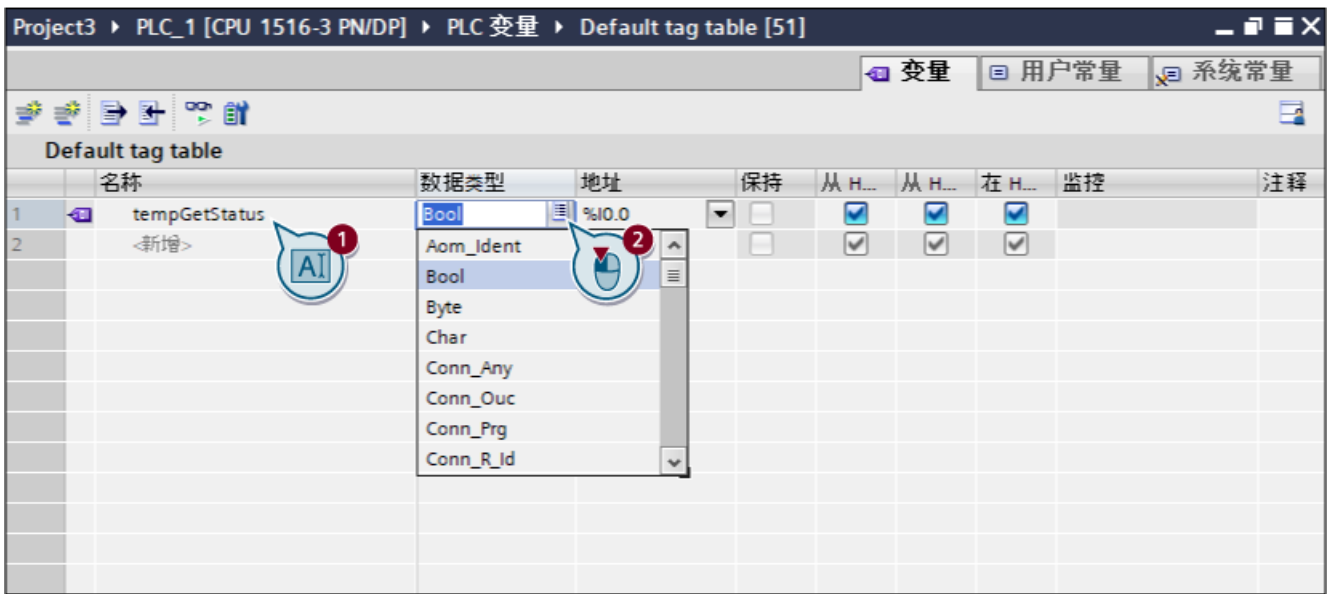 Project3 ▸ PLC_1 [CPU 1516-3 PN/DP] ▸ PLC 变量 ▸ Default tag table [51]
变量 用户常量 系统常量
Default tag table
名称 数据类型 地址 保持 从 H... 从 H... 在 H... 监控 注释
1 tempGetStatus Bool %I0.0
2 <新增>
1
2
AI
Aom_Ident
Bool
Byte
Char
Conn_Any
Conn_Ouc
Conn_Prg
Conn_R_Id